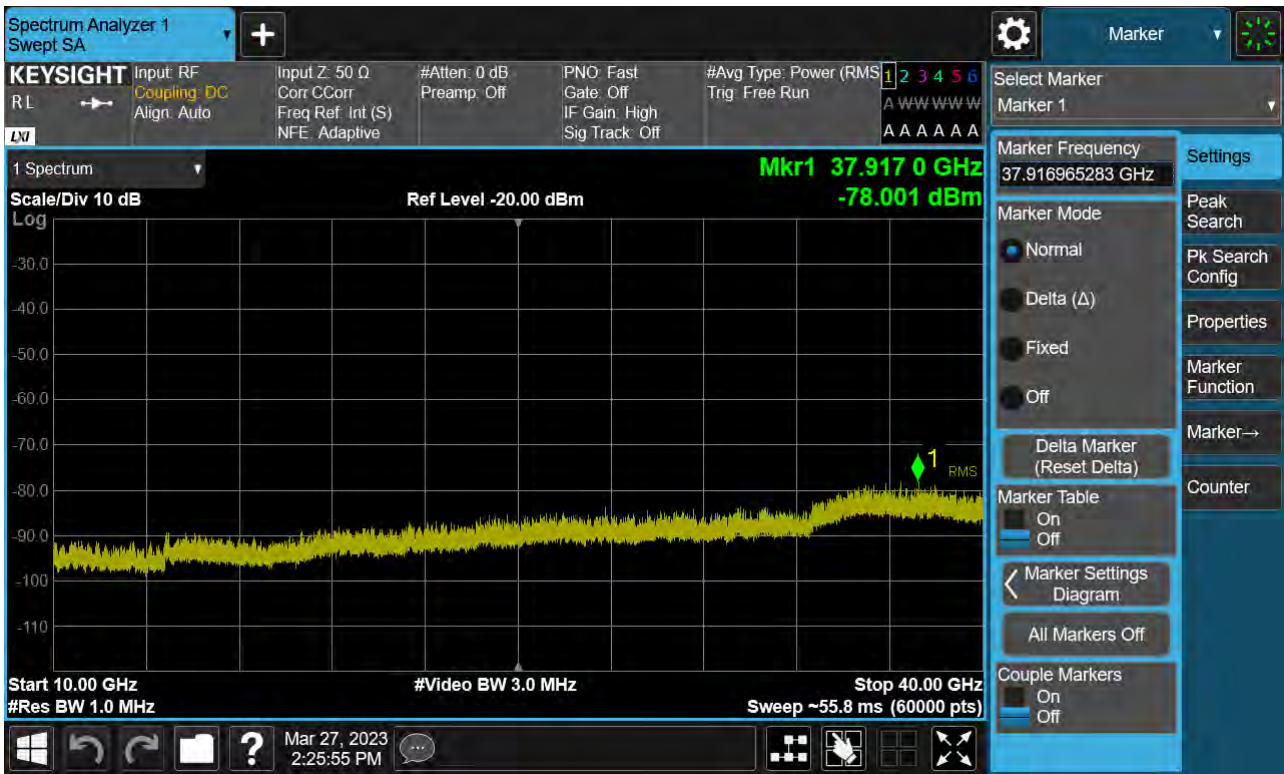 Spectrum Analyzer 1
Swept SA
Marker
KEYSIGHT
R L
LXI
Input: RF
Coupling: DC
Align: Auto
Input Z: 50 Ω
Corr CCorr
Freq Ref: Int (S)
NFE: Adaptive
#Atten: 0 dB
Preamp: Off
PNO: Fast
Gate: Off
IF Gain: High
Sig Track: Off
#Avg Type: Power (RMS
Trig: Free Run
1 2 3 4 5 6
A W W W W W
A A A A A A
1 Spectrum
Mkr1 37.917 0 GHz
-78.001 dBm
Scale/Div 10 dB
Ref Level -20.00 dBm
Log
-30.0
-40.0
-50.0
-60.0
-70.0
-80.0
-90.0
-100
-110
1
RMS
Start 10.00 GHz
#Video BW 3.0 MHz
Stop 40.00 GHz
#Res BW 1.0 MHz
Sweep ~55.8 ms (60000 pts)
Select Marker
Marker 1
Marker Frequency
37.916965283 GHz
Marker Mode
Normal
Delta (Δ)
Fixed
Off
Delta Marker
(Reset Delta)
Marker Table
On
Off
Marker Settings
Diagram
All Markers Off
Couple Markers
On
Off
Settings
Peak
Search
Pk Search
Config
Properties
Marker
Function
Marker→
Counter
?
Mar 27, 2023
2:25:55 PM